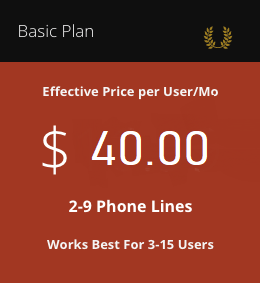 Basic Plan
Effective Price per User/Mo
$ 40.00
2-9 Phone Lines
Works Best For 3-15 Users